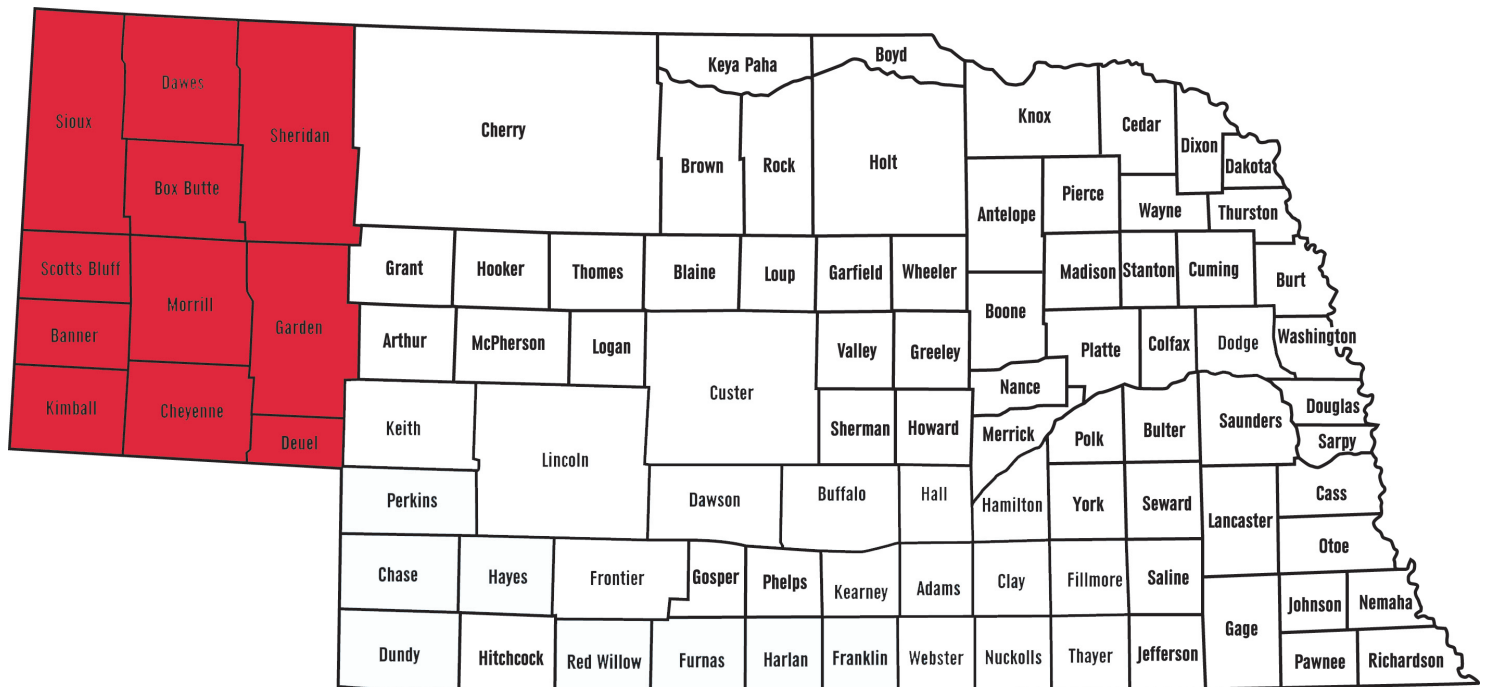 Sioux
Dawes
Sheridan
Box Butte
Scotts Bluff
Morrill
Garden
Banner
Kimball
Cheyenne
Deuel
Cherry
Keya Paha
Boyd
Brown
Rock
Holt
Knox
Cedar
Dixon
Dakota
Antelope
Pierce
Wayne
Thurston
Grant
Hooker
Thomes
Blaine
Loup
Garfield
Wheeler
Madison
Stanton
Cuming
Burt
Boone
Arthur
McPherson
Logan
Custer
Valley
Greeley
Platte
Colfax
Dodge
Washington
Nance
Keith
Lincoln
Sherman
Howard
Merrick
Polk
Bulter
Saunders
Douglas
Sarpy
Perkins
Dawson
Buffalo
Hall
Hamilton
York
Seward
Lancaster
Cass
Otoe
Chase
Hayes
Frontier
Gosper
Phelps
Kearney
Adams
Clay
Fillmore
Saline
Gage
Johnson
Nemaha
Dundy
Hitchcock
Red Willow
Furnas
Harlan
Franklin
Webster
Nuckolls
Thayer
Jefferson
Pawnee
Richardson